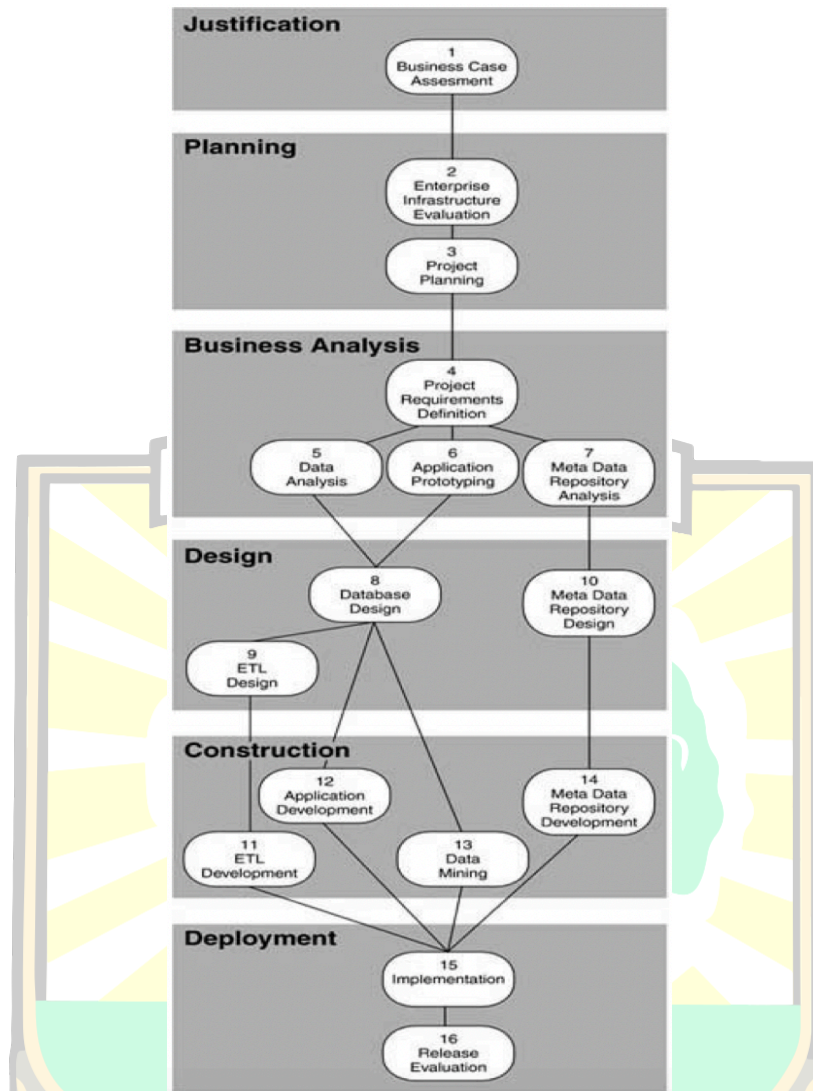 Justification
1
Business Case
Assesment
Planning
2
Enterprise
Infrastructure
Evaluation
3
Project
Planning
Business Analysis
4
Project
Requirements
Definition
5
Data
Analysis
6
Application
Prototyping
7
Meta Data
Repository
Analysis
Design
8
Database
Design
10
Meta Data
Repository
Design
9
ETL
Design
Construction
12
Application
Development
14
Meta Data
Repository
Development
11
ETL
Development
13
Data
Mining
Deployment
15
Implementation
16
Release
Evaluation